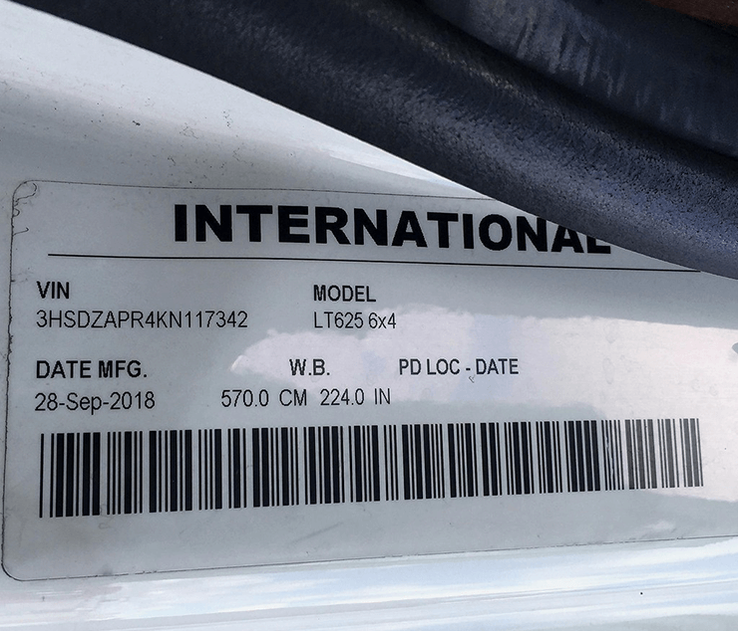 INTERNATIONAL
VIN MODEL
3HSDZAPR4KN117342 LT625 6x4
DATE MFG. W.B. PD LOC - DATE
28-Sep-2018 570.0 CM 224.0 IN